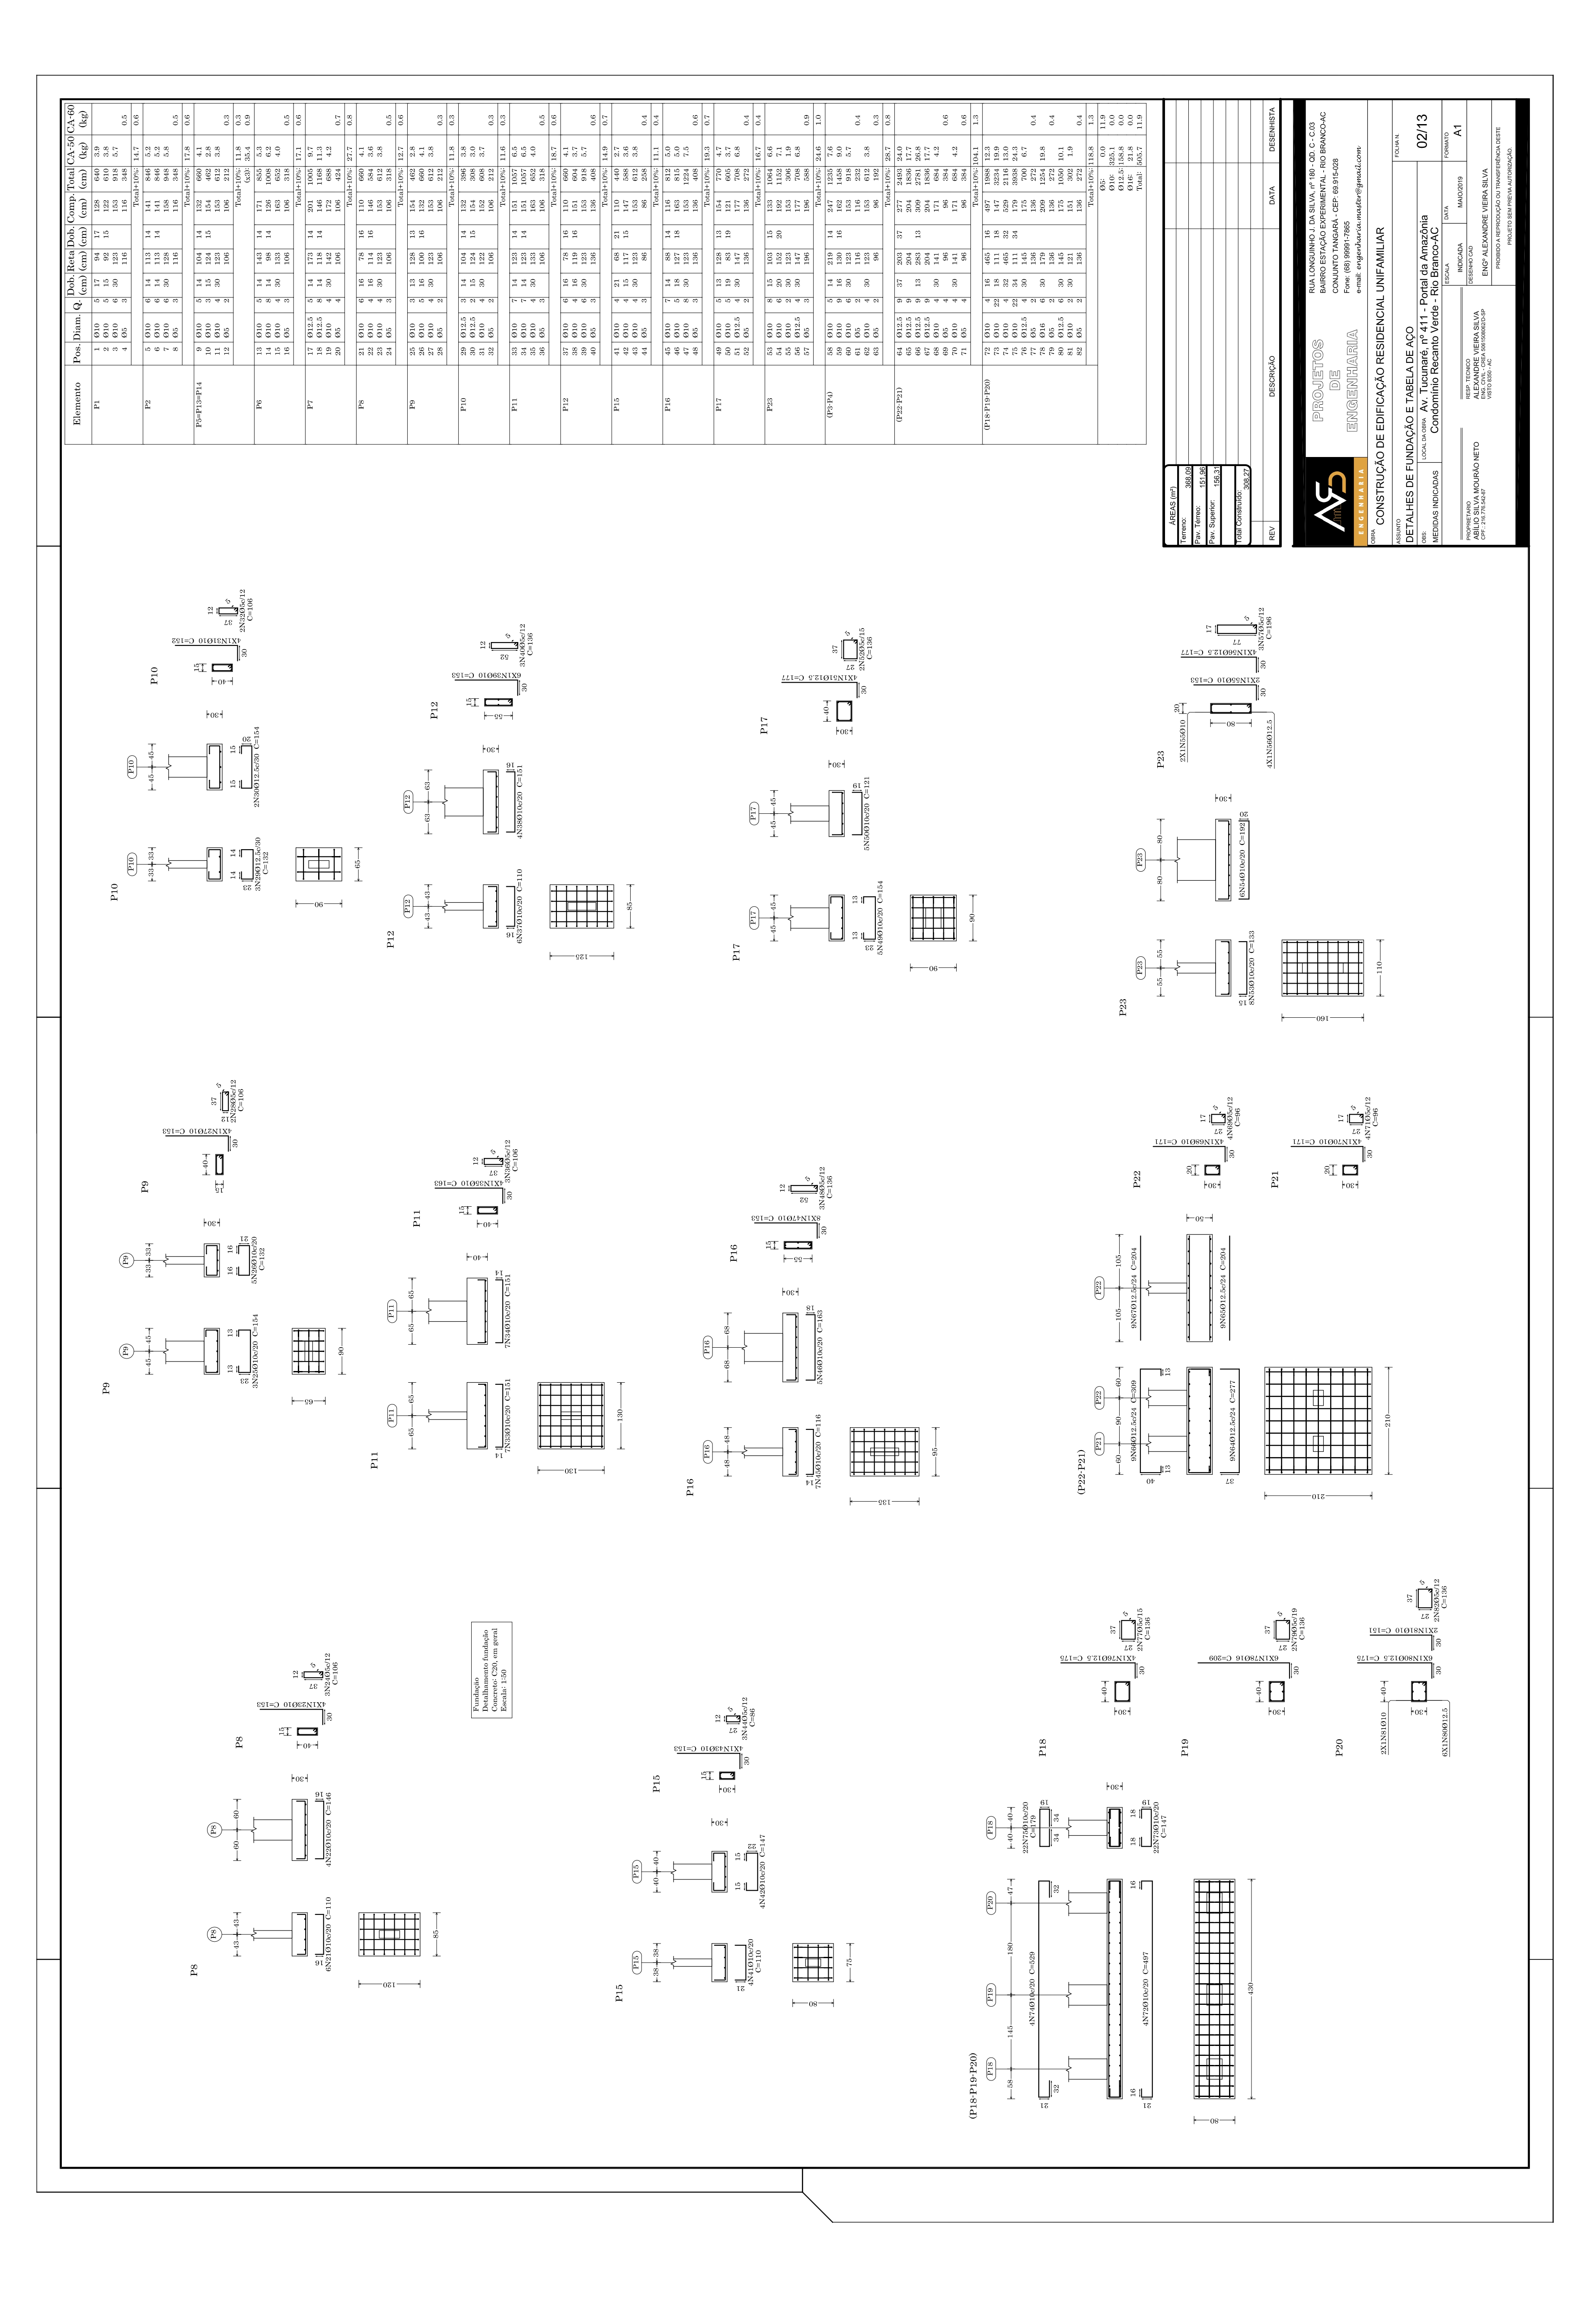 P8
P8
P8
43 43
60 60
30
16
16
6N21Ø10c/20 C=110
4N22Ø10c/20 C=146
120
85
P8
15
40
4X1N23Ø10 C=153
30
12
37
5
3N24Ø5c/12
C=106
P9
P9
P9
45 45
33 33
30
13 13
23
3N25Ø10c/20 C=154
16 16
21
5N26Ø10c/20
C=132
65
90
P9
40
15
4X1N27Ø10 C=153
30
37
12
5
2N28Ø5c/12
C=106
P10
P10
P10
33 33
45 45
30
14 14
23
3N29Ø12.5c/30
C=132
15 15
20
2N30Ø12.5c/30 C=154
90
65
P10
15
40
4X1N31Ø10 C=152
30
12
37
5
2N32Ø5c/12
C=106
P11
P11
P11
65 65
65 65
40
14
14
7N33Ø10c/20 C=151
7N34Ø10c/20 C=151
130
130
P11
15
40
4X1N35Ø10 C=163
30
12
37
5
3N36Ø5c/12
C=106
P12
P12
P12
43 43
63 63
30
16
16
6N37Ø10c/20 C=110
4N38Ø10c/20 C=151
125
85
P12
15
55
6X1N39Ø10 C=153
30
12
52
5
3N40Ø5c/12
C=136
Fundação
Detalhamento fundação
Concreto: C20, em geral
Escala: 1:50
P15
P15
P15
38 38
40 40
30
21
4N41Ø10c/20
C=110
15 15
22
4N42Ø10c/20 C=147
80
75
P15
15
30
4X1N43Ø10 C=153
30
12
27
5
3N44Ø5c/12
C=86
P16
P16
P16
48 48
68 68
30
14
18
7N45Ø10c/20 C=116
5N46Ø10c/20 C=163
135
95
P16
15
55
8X1N47Ø10 C=153
30
12
52
5
3N48Ø5c/12
C=136
P17
P17
P17
45 45
45 45
30
13 13
23
5N49Ø10c/20 C=154
19
5N50Ø10c/20 C=121
90
90
P17
40
30
4X1N51Ø12.5 C=177
30
37
27
5
2N52Ø5c/15
C=136
(P18-P19-P20)
P18 P19 P20 P18
58 145 180 47
40 40
4N74Ø10c/20 C=529
21
32 32
22N75Ø10c/20
C=179
34 34
19
30
16 16
21
4N72Ø10c/20 C=497
18 18
19
22N73Ø10c/20
C=147
80
430
P18
40
30
4X1N76Ø12.5 C=175
30
37
27
5
2N77Ø5c/15
C=136
P19
40
30
6X1N78Ø16 C=209
30
37
27
5
2N79Ø5c/19
C=136
P20
2X1N81Ø10
40
30
6X1N80Ø12.5
6X1N80Ø12.5 C=175
30
2X1N81Ø10 C=151
30
37
27
5
2N82Ø5c/12
C=136
(P22-P21)
P21 P22 P22
60 90 60
105 105
9N66Ø12.5c/24 C=309
40
13 13
9N67Ø12.5c/24 C=204
50
37
9N64Ø12.5c/24 C=277
9N65Ø12.5c/24 C=204
210
210
P22
20
30
4X1N68Ø10 C=171
30
17
27
5
4N69Ø5c/12
C=96
P21
20
30
4X1N70Ø10 C=171
30
17
27
5
4N71Ø5c/12
C=96
P23
P23
P23
55 55
80 80
30
15
20
8N53Ø10c/20 C=133
6N54Ø10c/20 C=192
160
110
P23
2X1N55Ø10
20
80
4X1N56Ø12.5
2X1N55Ø10 C=153
30
4X1N56Ø12.5 C=177
30
17
77
5
3N57Ø5c/12
C=196
Elemento Pos. Diam. Q. Dob. Reta Dob. Comp. Total CA-50 CA-60
(cm) (cm) (cm) (cm) (cm) (kg) (kg)
P1 1 Ø10 5 17 94 17 128 640 3.9
2 Ø10 5 15 92 15 122 610 3.8
3 Ø10 6 30 123 153 918 5.7
4 Ø5 3 116 116 348 0.5
Total+10%: 14.7 0.6
P2 5 Ø10 6 14 113 14 141 846 5.2
6 Ø10 6 14 113 14 141 846 5.2
7 Ø10 6 30 128 158 948 5.8
8 Ø5 3 116 116 348 0.5
Total+10%: 17.8 0.6
P5=P13=P14 9 Ø10 5 14 104 14 132 660 4.1
10 Ø10 3 15 124 15 154 462 2.8
11 Ø10 4 30 123 153 612 3.8
12 Ø5 2 106 106 212 0.3
Total+10%: 11.8 0.3
(x3): 35.4 0.9
P6 13 Ø10 5 14 143 14 171 855 5.3
14 Ø10 8 14 98 14 126 1008 6.2
15 Ø10 4 30 133 163 652 4.0
16 Ø5 3 106 106 318 0.5
Total+10%: 17.1 0.6
P7 17 Ø12.5 5 14 173 14 201 1005 9.7
18 Ø12.5 8 14 118 14 146 1168 11.3
19 Ø10 4 30 142 172 688 4.2
20 Ø5 4 106 106 424 0.7
Total+10%: 27.7 0.8
P8 21 Ø10 6 16 78 16 110 660 4.1
22 Ø10 4 16 114 16 146 584 3.6
23 Ø10 4 30 123 153 612 3.8
24 Ø5 3 106 106 318 0.5
Total+10%: 12.7 0.6
P9 25 Ø10 3 13 128 13 154 462 2.8
26 Ø10 5 16 100 16 132 660 4.1
27 Ø10 4 30 123 153 612 3.8
28 Ø5 2 106 106 212 0.3
Total+10%: 11.8 0.3
P10 29 Ø12.5 3 14 104 14 132 396 3.8
30 Ø12.5 2 15 124 15 154 308 3.0
31 Ø10 4 30 122 152 608 3.7
32 Ø5 2 106 106 212 0.3
Total+10%: 11.6 0.3
P11 33 Ø10 7 14 123 14 151 1057 6.5
34 Ø10 7 14 123 14 151 1057 6.5
35 Ø10 4 30 133 163 652 4.0
36 Ø5 3 106 106 318 0.5
Total+10%: 18.7 0.6
P12 37 Ø10 6 16 78 16 110 660 4.1
38 Ø10 4 16 119 16 151 604 3.7
39 Ø10 6 30 123 153 918 5.7
40 Ø5 3 136 136 408 0.6
Total+10%: 14.9 0.7
P15 41 Ø10 4 21 68 21 110 440 2.7
42 Ø10 4 15 117 15 147 588 3.6
43 Ø10 4 30 123 153 612 3.8
44 Ø5 3 86 86 258 0.4
Total+10%: 11.1 0.4
P16 45 Ø10 7 14 88 14 116 812 5.0
46 Ø10 5 18 127 18 163 815 5.0
47 Ø10 8 30 123 153 1224 7.5
48 Ø5 3 136 136 408 0.6
Total+10%: 19.3 0.7
P17 49 Ø10 5 13 128 13 154 770 4.7
50 Ø10 5 19 83 19 121 605 3.7
51 Ø12.5 4 30 147 177 708 6.8
52 Ø5 2 136 136 272 0.4
Total+10%: 16.7 0.4
P23 53 Ø10 8 15 103 15 133 1064 6.6
54 Ø10 6 20 152 20 192 1152 7.1
55 Ø10 2 30 123 153 306 1.9
56 Ø12.5 4 30 147 177 708 6.8
57 Ø5 3 196 196 588 0.9
Total+10%: 24.6 1.0
(P3-P4) 58 Ø10 5 14 219 14 247 1235 7.6
59 Ø10 9 16 130 16 162 1458 9.0
60 Ø10 6 30 123 153 918 5.7
61 Ø5 2 116 116 232 0.4
62 Ø10 4 30 123 153 612 3.8
63 Ø5 2 96 96 192 0.3
Total+10%: 28.7 0.8
(P22-P21) 64 Ø12.5 9 37 203 37 277 2493 24.0
65 Ø12.5 9 204 204 1836 17.7
66 Ø12.5 9 13 283 13 309 2781 26.8
67 Ø12.5 9 204 204 1836 17.7
68 Ø10 4 30 141 171 684 4.2
69 Ø5 4 96 96 384 0.6
70 Ø10 4 30 141 171 684 4.2
71 Ø5 4 96 96 384 0.6
Total+10%: 104.1 1.3
(P18-P19-P20) 72 Ø10 4 16 465 16 497 1988 12.3
73 Ø10 22 18 111 18 147 3234 19.9
74 Ø10 4 32 465 32 529 2116 13.0
75 Ø10 22 34 111 34 179 3938 24.3
76 Ø12.5 4 30 145 175 700 6.7
77 Ø5 2 136 136 272 0.4
78 Ø16 6 30 179 209 1254 19.8
79 Ø5 2 136 136 272 0.4
80 Ø12.5 6 30 145 175 1050 10.1
81 Ø10 2 30 121 151 302 1.9
82 Ø5 2 136 136 272 0.4
Total+10%: 118.8 1.3
Ø5: 0.0 11.9
Ø10: 325.1 0.0
Ø12.5: 158.8 0.0
Ø16: 21.8 0.0
Total: 505.7 11.9
ÁREAS (m²)
Terreno: 368,09
Pav. Térreo: 151,96
Pav. Superior: 156,31
Total Construído: 308,27
REV DESCRIÇÃO DATA DESENHISTA
ENGENHARIA
PROJETOS
DE
ENGENHARIA
RUA LONGUINHO J. DA SILVA, nº 180 - QD. C - C.03
BAIRRO ESTAÇÃO EXPERIMENTAL - RIO BRANCO-AC
CONJUNTO TANGARÁ - CEP: 69.915-028
Fone: (68) 99991-7865
e-mail: engenharia.master@gmail.com
OBRA
CONSTRUÇÃO DE EDIFICAÇÃO RESIDENCIAL UNIFAMILIAR
ASSUNTO
DETALHES DE FUNDAÇÃO E TABELA DE AÇO
FOLHA N.
02/13
OBS:
MEDIDAS INDICADAS
LOCAL DA OBRA Av. Tucunaré, nº 411 - Portal da Amazônia
Condomínio Recanto Verde - Rio Branco-AC
ESCALA
INDICADA
DATA
MAIO/2019
FORMATO
A1
PROPRIETARIO
ABÍLIO SILVA MOURÃO NETO
CPF.: 216.776.542-87
RESP. TECNICO
ALEXANDRE VIEIRA SILVA
ENG. CIVIL - CREA 5061508062/D-SP
VISTO 8350 - AC
DESENHO CAD
ENGº ALEXANDRE VIEIRA SILVA
PROIBIDO A REPRODUÇÃO OU TRANSFERÊNCIA DESTE
PROJETO SEM PREVIA AUTORIZAÇÃO.